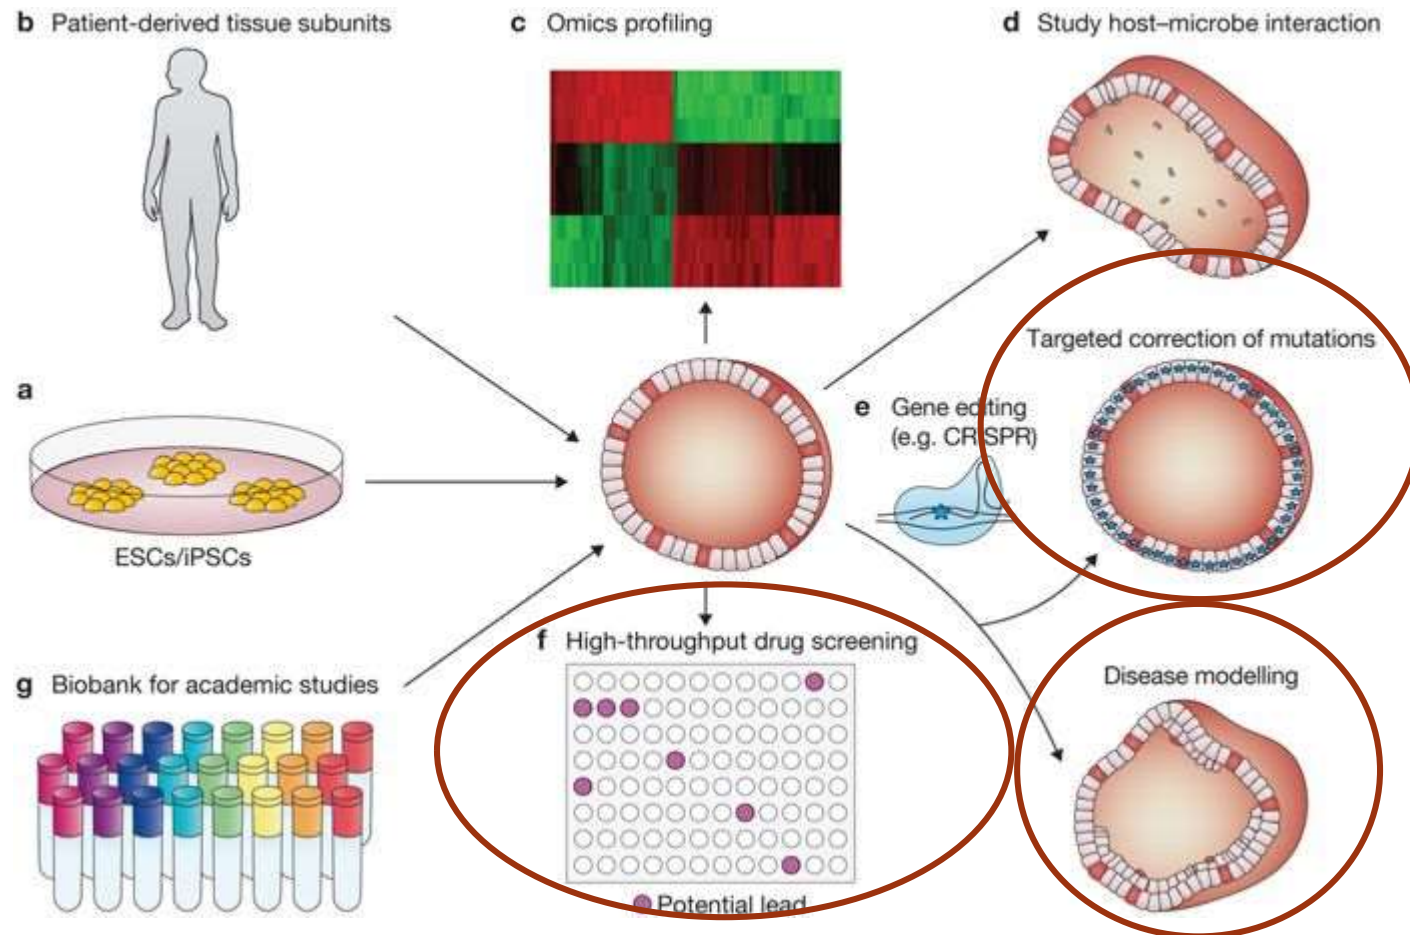 b Patient-derived tissue subunits
c Omics profiling
d Study host–microbe interaction
Targeted correction of mutations
a
e Gene editing
(e.g. CRISPR)
ESCs/iPSCs
f High-throughput drug screening
g Biobank for academic studies
Disease modelling
Potential lead